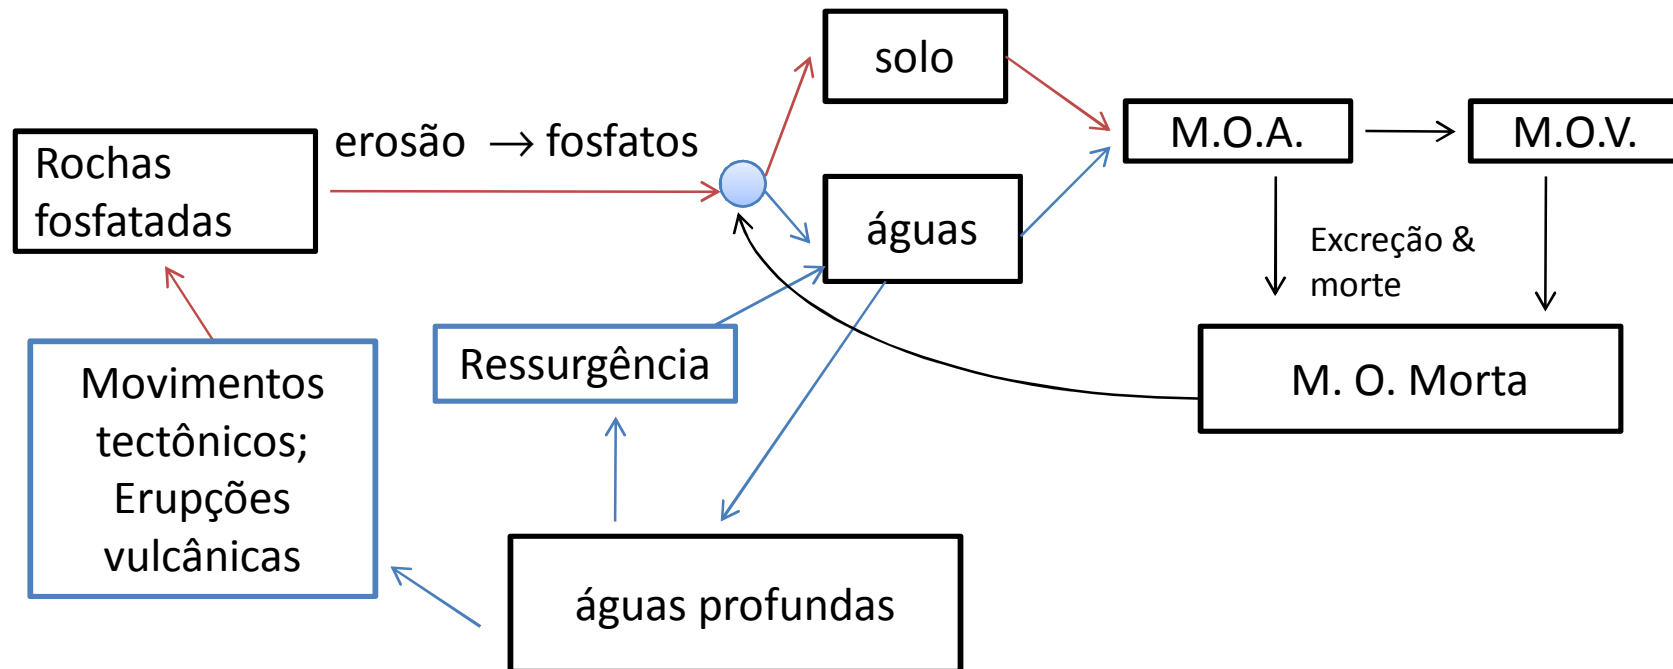 solo
M.O.A.
M.O.V.
erosão → fosfatos
Rochas
fosfatadas
águas
Excreção &
morte
Ressurgência
M. O. Morta
Movimentos
tectônicos;
Erupções
vulcânicas
águas profundas